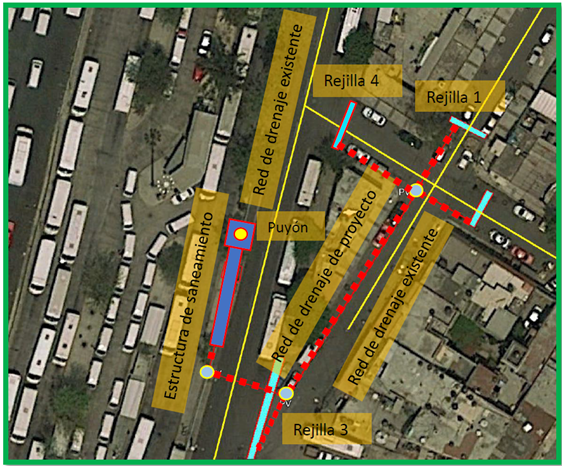 Red de drenaje existente
Rejilla 4
Rejilla 1
Puyón
Estructura de saneamiento
Red de drenaje de proyecto
Red de drenaje existente
Rejilla 3